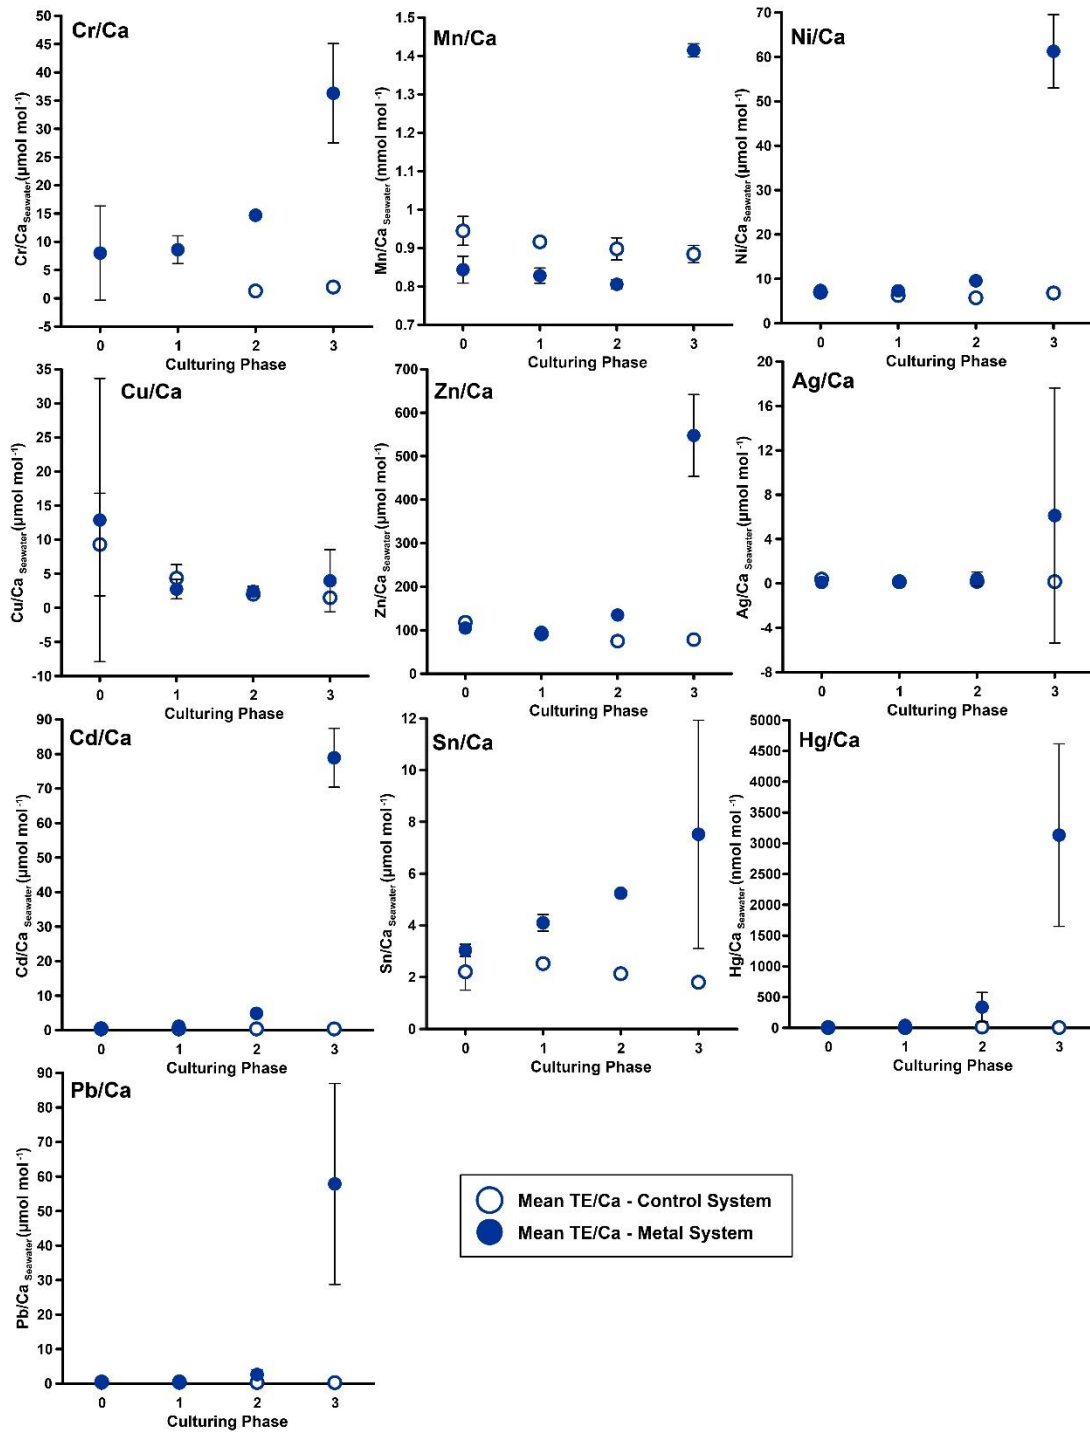 Cr/Ca
Cr/Ca Seawater (µmol mol⁻¹)
50
45
40
35
30
25
20
15
10
5
0
-5
0 1 2 3
Culturing Phase
Mn/Ca
Mn/Ca Seawater (mmol mol⁻¹)
1.5
1.4
1.3
1.2
1.1
1
0.9
0.8
0.7
0 1 2 3
Culturing Phase
Ni/Ca
Ni/Ca Seawater (µmol mol⁻¹)
70
60
50
40
30
20
10
0
0 1 2 3
Culturing Phase
Cu/Ca
Cu/Ca Seawater (µmol mol⁻¹)
35
30
25
20
15
10
5
0
-5
-10
0 1 2 3
Culturing Phase
Zn/Ca
Zn/Ca Seawater (µmol mol⁻¹)
700
600
500
400
300
200
100
0
0 1 2 3
Culturing Phase
Ag/Ca
Ag/Ca Seawater (µmol mol⁻¹)
20
16
12
8
4
0
-4
-8
0 1 2 3
Culturing Phase
Cd/Ca
Cd/Ca Seawater (µmol mol⁻¹)
90
80
70
60
50
40
30
20
10
0
0 1 2 3
Culturing Phase
Sn/Ca
Sn/Ca Seawater (µmol mol⁻¹)
12
10
8
6
4
2
0
0 1 2 3
Culturing Phase
Hg/Ca
Hg/Ca Seawater (nmol mol⁻¹)
5000
4500
4000
3500
3000
2500
2000
1500
1000
500
0
0 1 2 3
Culturing Phase
Pb/Ca
Pb/Ca Seawater (µmol mol⁻¹)
90
80
70
60
50
40
30
20
10
0
0 1 2 3
Culturing Phase
Mean TE/Ca - Control System
Mean TE/Ca - Metal System